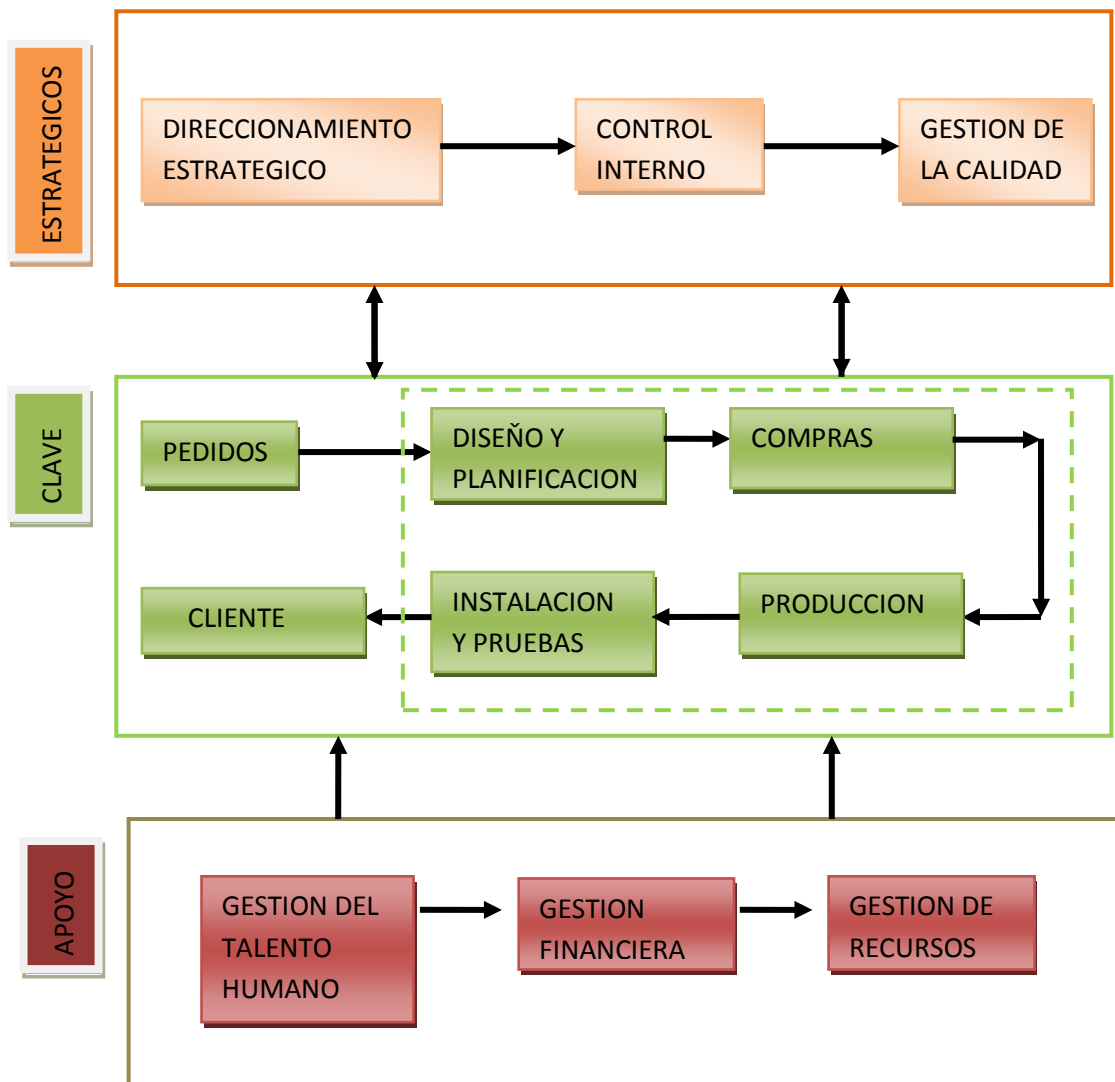 ESTRATEGICOS
DIRECCIONAMIENTO
ESTRATEGICO
CONTROL
INTERNO
GESTION DE
LA CALIDAD
CLAVE
PEDIDOS
DISEÑO Y
PLANIFICACION
COMPRAS
CLIENTE
INSTALACION
Y PRUEBAS
PRODUCCION
APOYO
GESTION DEL
TALENTO
HUMANO
GESTION
FINANCIERA
GESTION DE
RECURSOS